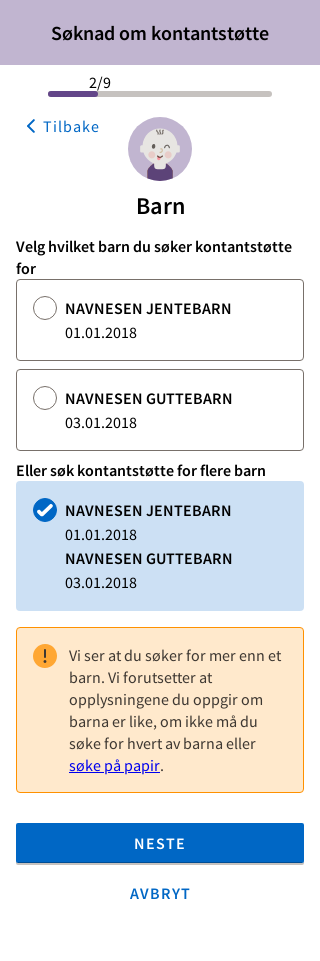 Søknad om kontantstøtte
2/9
Tilbake
Barn
Velg hvilket barn du søker kontantstøtte
for
NAVNESEN JENTEBARN
01.01.2018
NAVNESEN GUTTEBARN
03.01.2018
Eller søk kontantstøtte for flere barn
NAVNESEN JENTEBARN
01.01.2018
NAVNESEN GUTTEBARN
03.01.2018
Vi ser at du søker for mer enn et
barn. Vi forutsetter at
opplysningene du oppgir om
barna er like, om ikke må du
søke for hvert av barna eller
søke på papir.
NESTE
AVBRYT